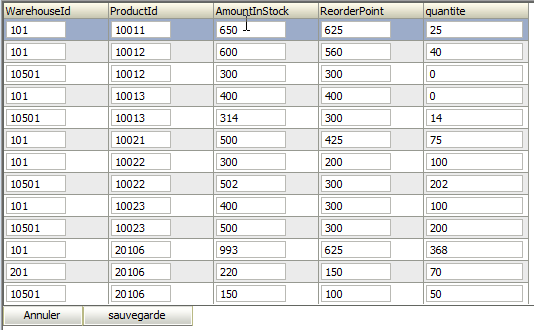 WarehouseId ProductId AmountInStock ReorderPoint quantite
101 10011 650 625 25
101 10012 600 560 40
10501 10012 300 300 0
101 10013 400 400 0
10501 10013 314 300 14
101 10021 500 425 75
101 10022 300 200 100
10501 10022 502 300 202
101 10023 400 300 100
10501 10023 500 300 200
101 20106 993 625 368
201 20106 220 150 70
10501 20106 150 100 50
Annuler sauvegarde